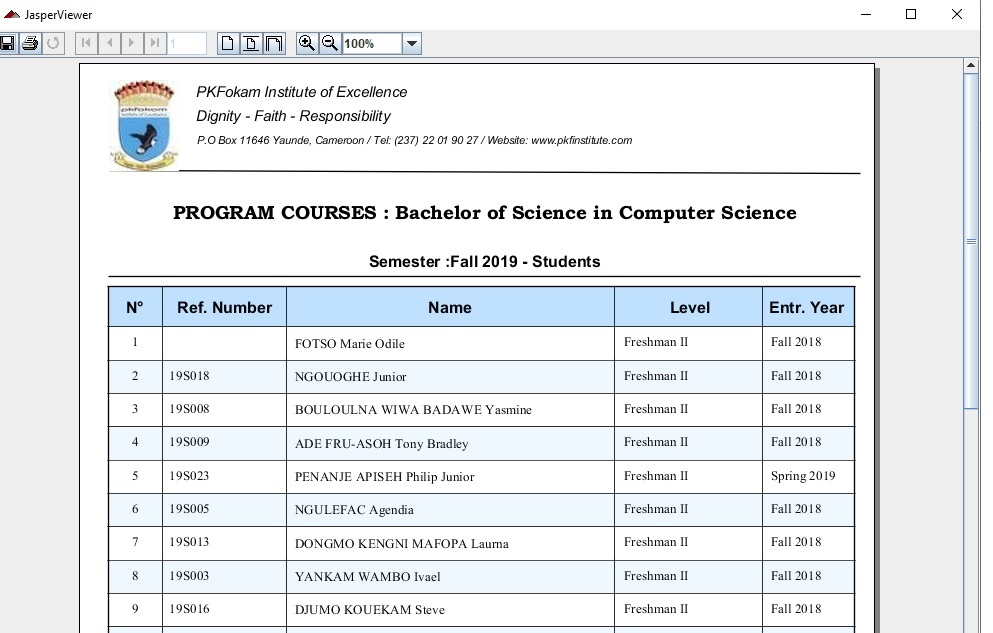 JasperViewer
1
100%
pkfokam
PKFokam Institute of Excellence
Dignity - Faith - Responsibility
P.O Box 11646 Yaunde, Cameroon / Tel: (237) 22 01 90 27 / Website: www.pkfinstitute.com
PROGRAM COURSES : Bachelor of Science in Computer Science
Semester :Fall 2019 - Students
N° Ref. Number Name Level Entr. Year
1 FOTSO Marie Odile Freshman II Fall 2018
2 19S018 NGOUOGHE Junior Freshman II Fall 2018
3 19S008 BOULOULNA WIWA BADAWE Yasmine Freshman II Fall 2018
4 19S009 ADE FRU-ASOH Tony Bradley Freshman II Fall 2018
5 19S023 PENANJE APISEH Philip Junior Freshman II Spring 2019
6 19S005 NGULEFAC Agendia Freshman II Fall 2018
7 19S013 DONGMO KENGNI MAFOPA Laurna Freshman II Fall 2018
8 19S003 YANKAM WAMBO Ivael Freshman II Fall 2018
9 19S016 DJUMO KOUEKAM Steve Freshman II Fall 2018